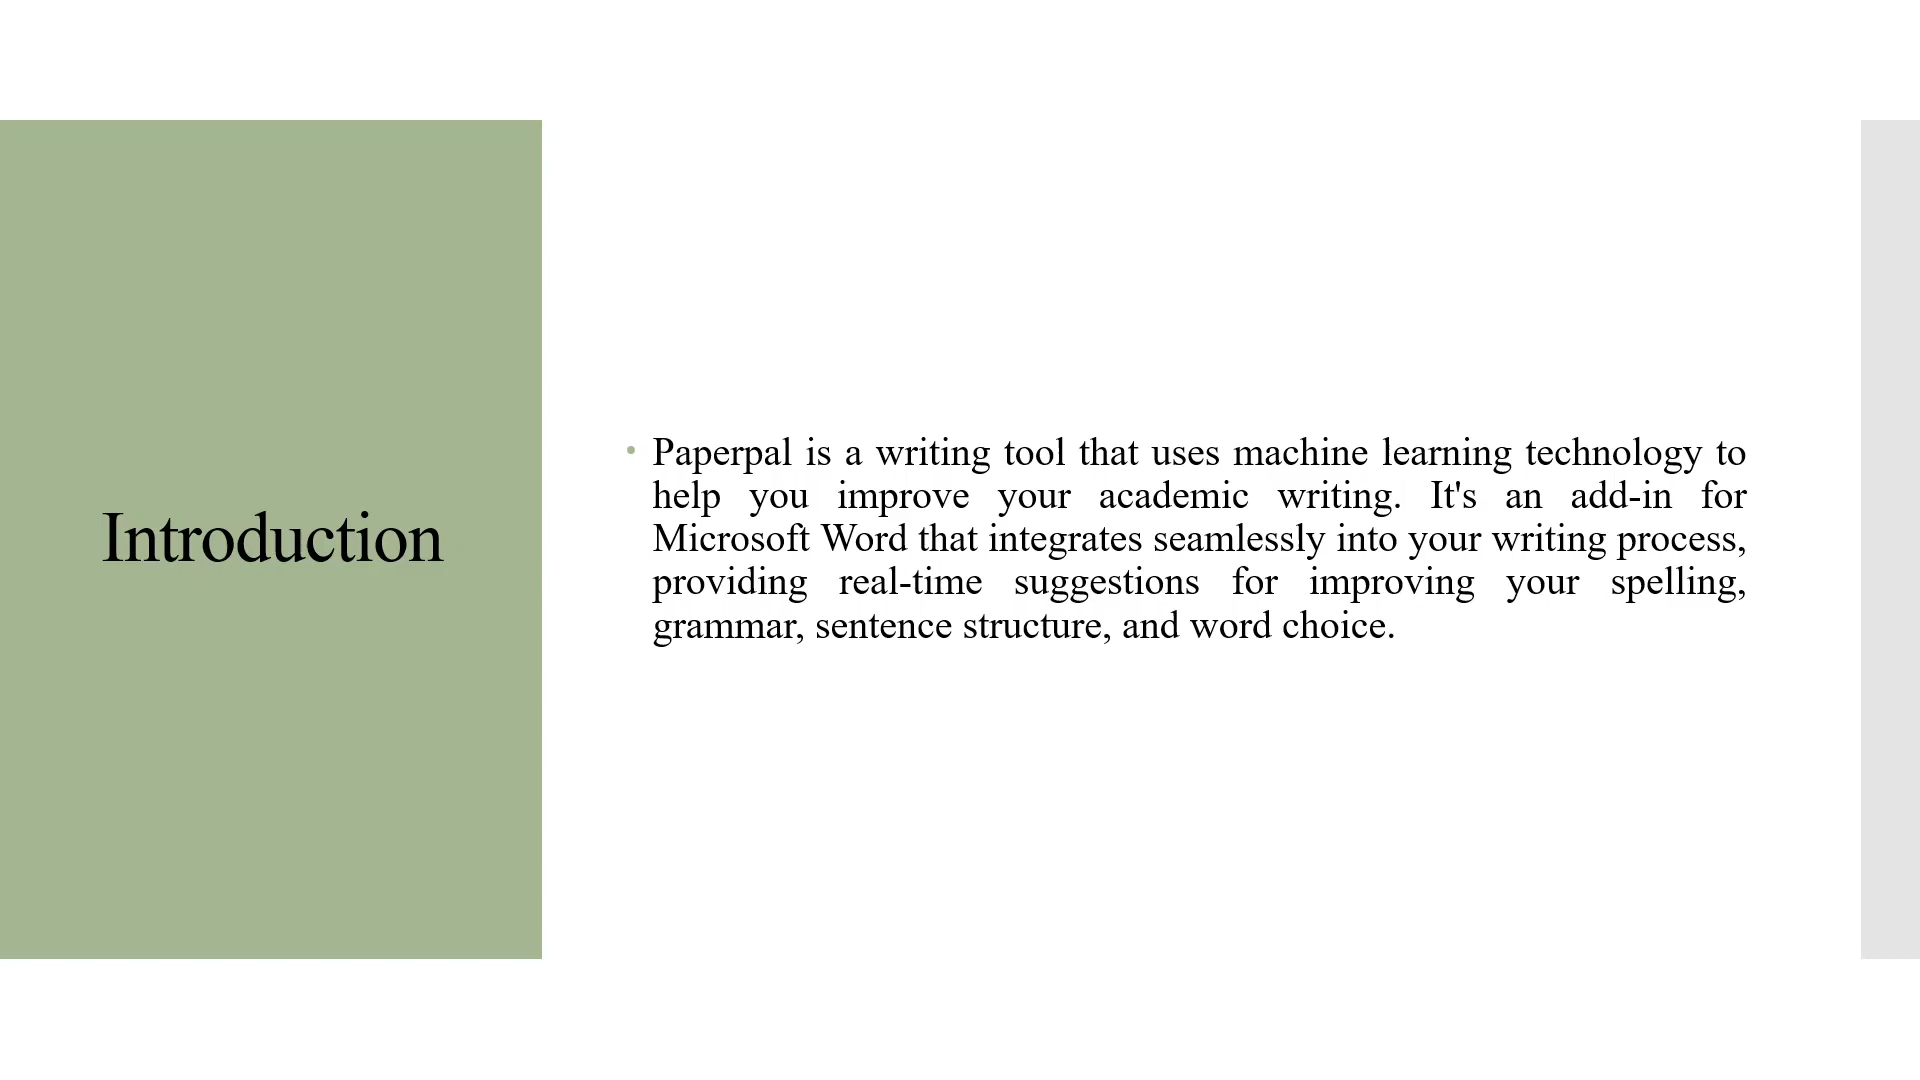 Introduction
• Paperpal is a writing tool that uses machine learning technology to
help you improve your academic writing. It's an add-in for
Microsoft Word that integrates seamlessly into your writing process,
providing real-time suggestions for improving your spelling,
grammar, sentence structure, and word choice.